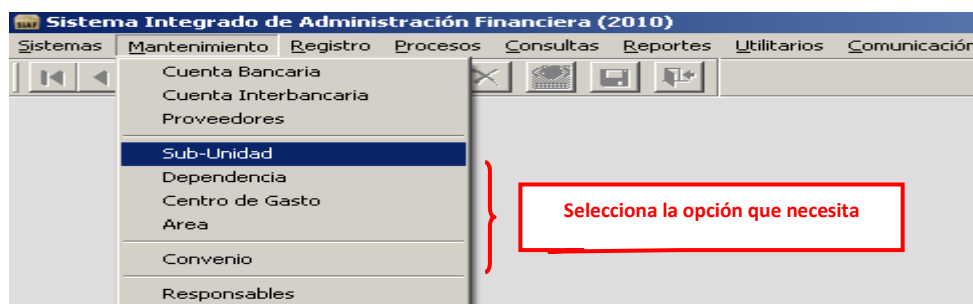 SIAF Sistema Integrado de Administración Financiera (2010)
Sistemas Mantenimiento Registro Procesos Consultas Reportes Utilitarios Comunicación
Cuenta Bancaria
Cuenta Interbancaria
Proveedores
Sub-Unidad
Dependencia
Centro de Gasto
Area
Convenio
Responsables
Selecciona la opción que necesita